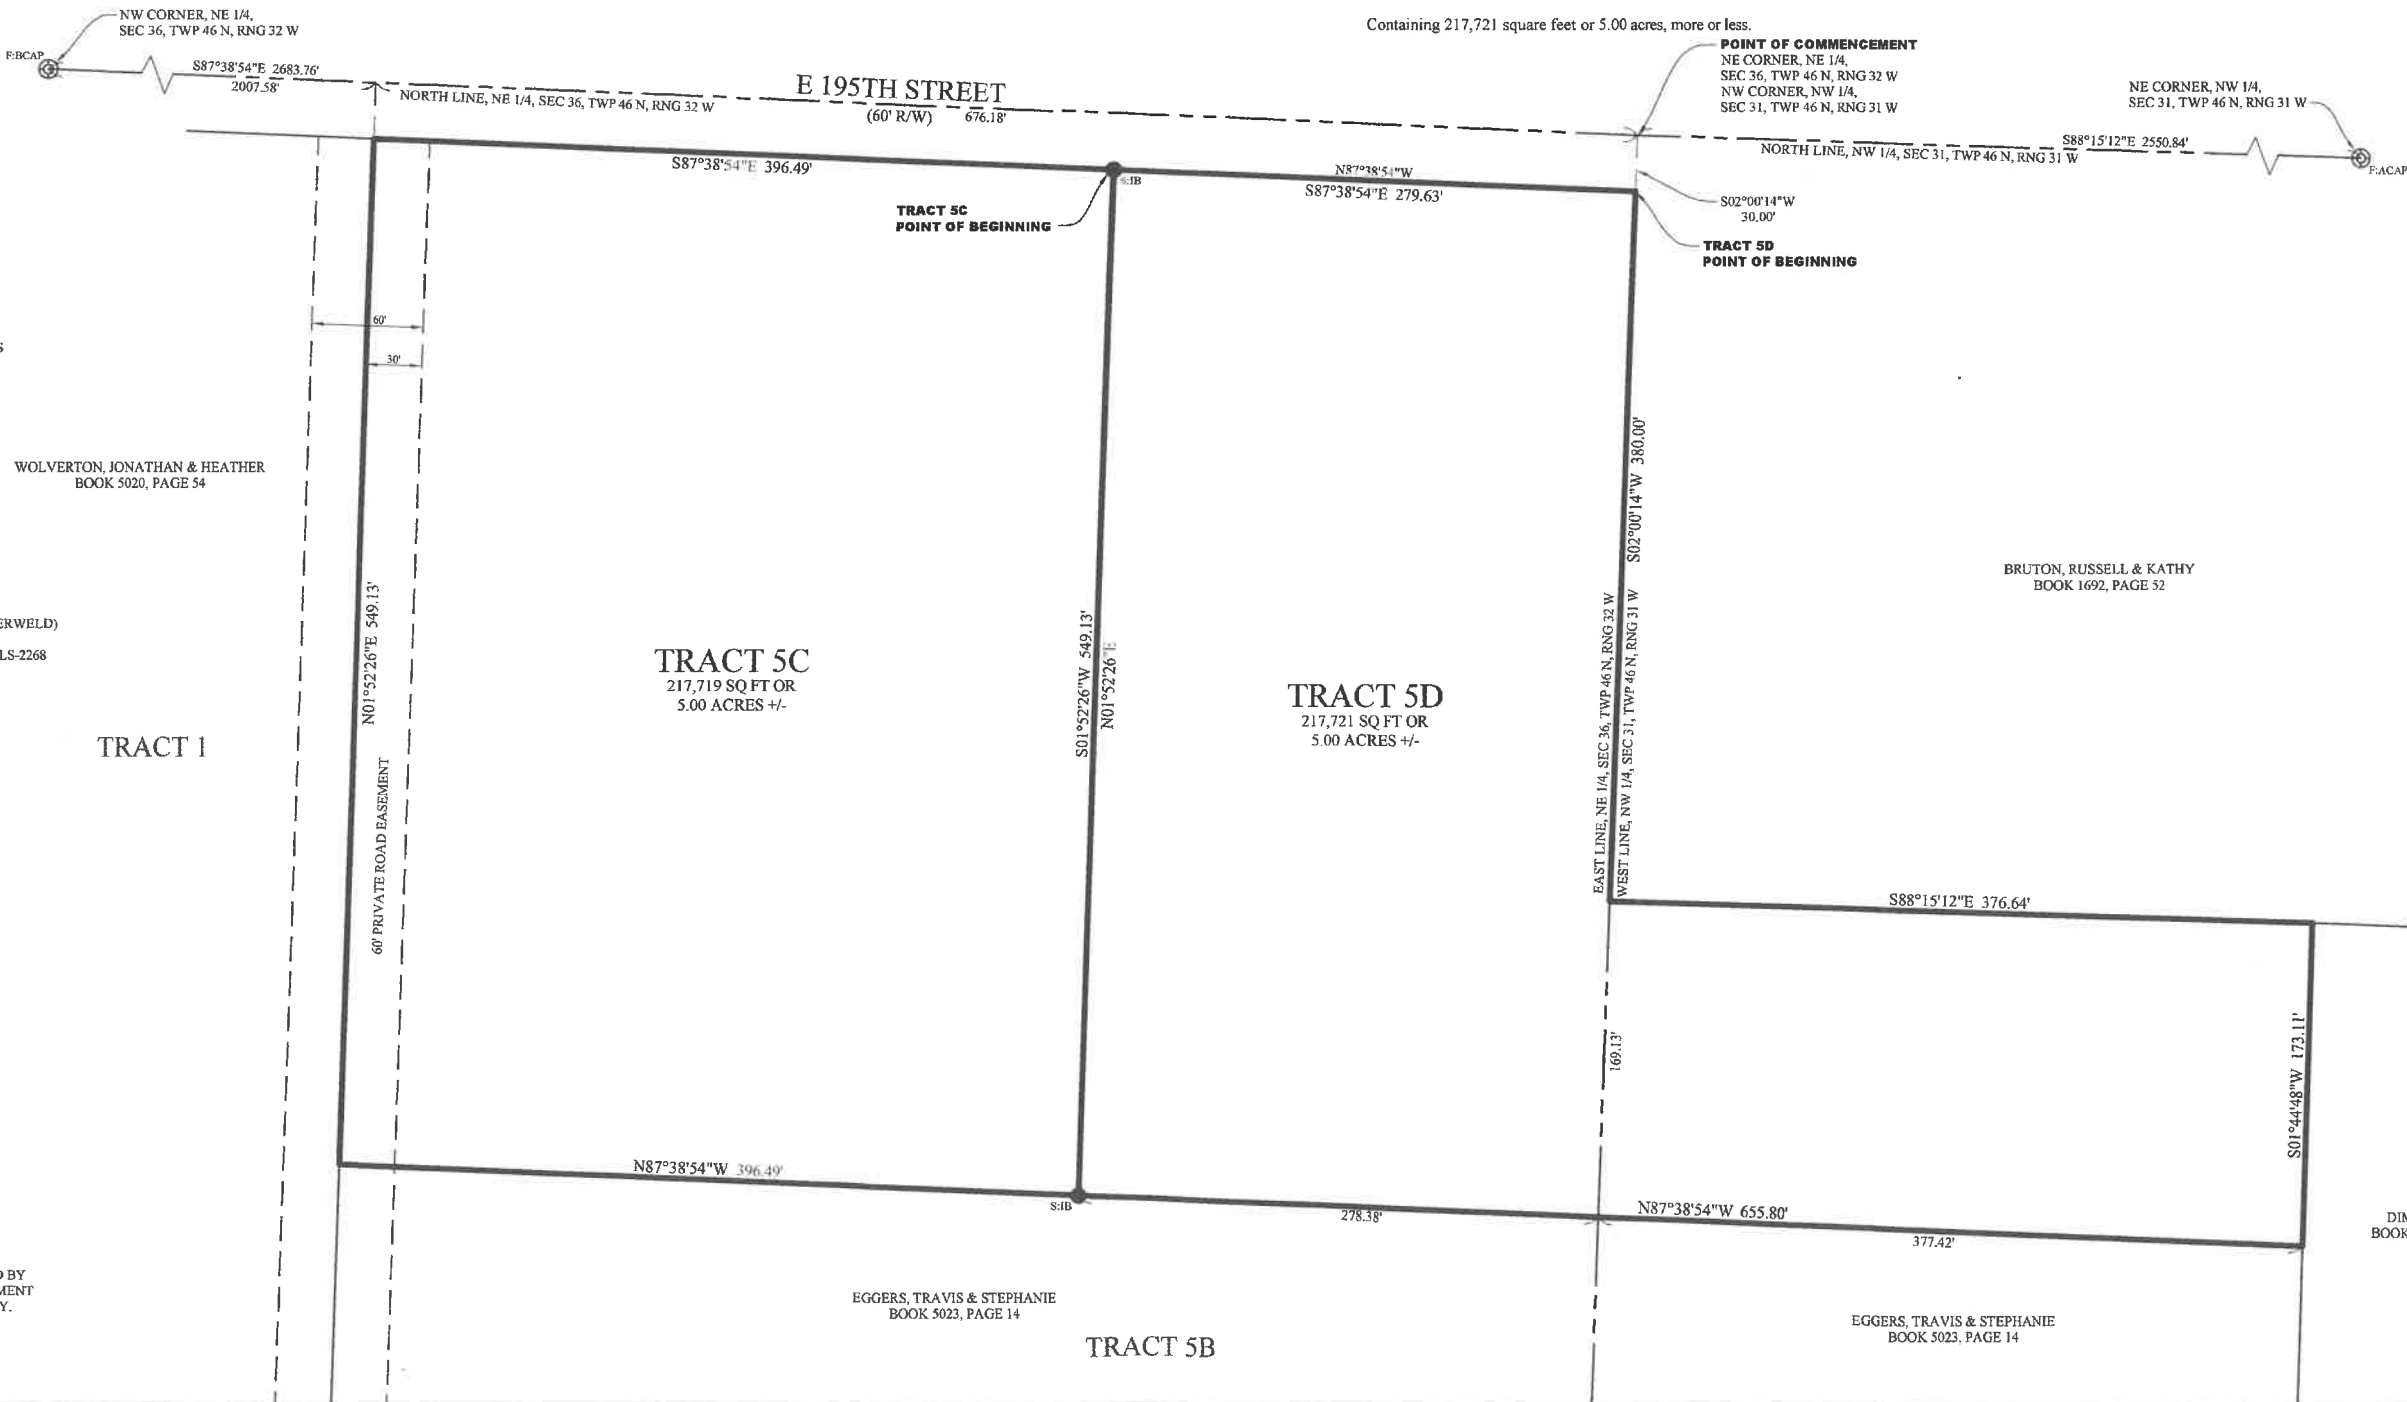 NW CORNER, NE 1/4,
SEC 36, TWP 46 N, RNG 32 W
F:BCAP
S87°38'54"E 2683.76'
2007.58'
NORTH LINE, NE 1/4, SEC 36, TWP 46 N, RNG 32 W
E 195TH STREET
(60' R/W) 676.18'
Containing 217,721 square feet or 5.00 acres, more or less.
POINT OF COMMENCEMENT
NE CORNER, NE 1/4,
SEC 36, TWP 46 N, RNG 32 W
NW CORNER, NW 1/4,
SEC 31, TWP 46 N, RNG 31 W
NE CORNER, NW 1/4,
SEC 31, TWP 46 N, RNG 31 W
S88°15'12"E 2550.84'
NORTH LINE, NW 1/4, SEC 31, TWP 46 N, RNG 31 W
F:ACAP
S87°38'54"E 396.49'
S:IB
N87°38'54"W
S87°38'54"E 279.63'
S02°00'14"W
30.00'
TRACT 5C
POINT OF BEGINNING
TRACT 5D
POINT OF BEGINNING
60'
30'
S
WOLVERTON, JONATHAN & HEATHER
BOOK 5020, PAGE 54
S02°00'14"W 380.00'
BRUTON, RUSSELL & KATHY
BOOK 1692, PAGE 52
ERWELD)
LS-2268
N01°52'26"E 549.13'
TRACT 5C
217,719 SQ FT OR
5.00 ACRES +/-
S01°52'26"W 549.13'
N01°52'26"E
TRACT 5D
217,721 SQ FT OR
5.00 ACRES +/-
EAST LINE, NE 1/4, SEC 36, TWP 46 N, RNG 32 W
WEST LINE, NW 1/4, SEC 31, TWP 46 N, RNG 31 W
TRACT 1
60' PRIVATE ROAD EASEMENT
S88°15'12"E 376.64'
169.13'
S01°44'48"W 173.11'
N87°38'54"W 396.49'
S:IB
278.38'
N87°38'54"W 655.80'
377.42'
DIM
BOOK
D BY
MENT
Y.
EGGERS, TRAVIS & STEPHANIE
BOOK 5023, PAGE 14
TRACT 5B
EGGERS, TRAVIS & STEPHANIE
BOOK 5023, PAGE 14